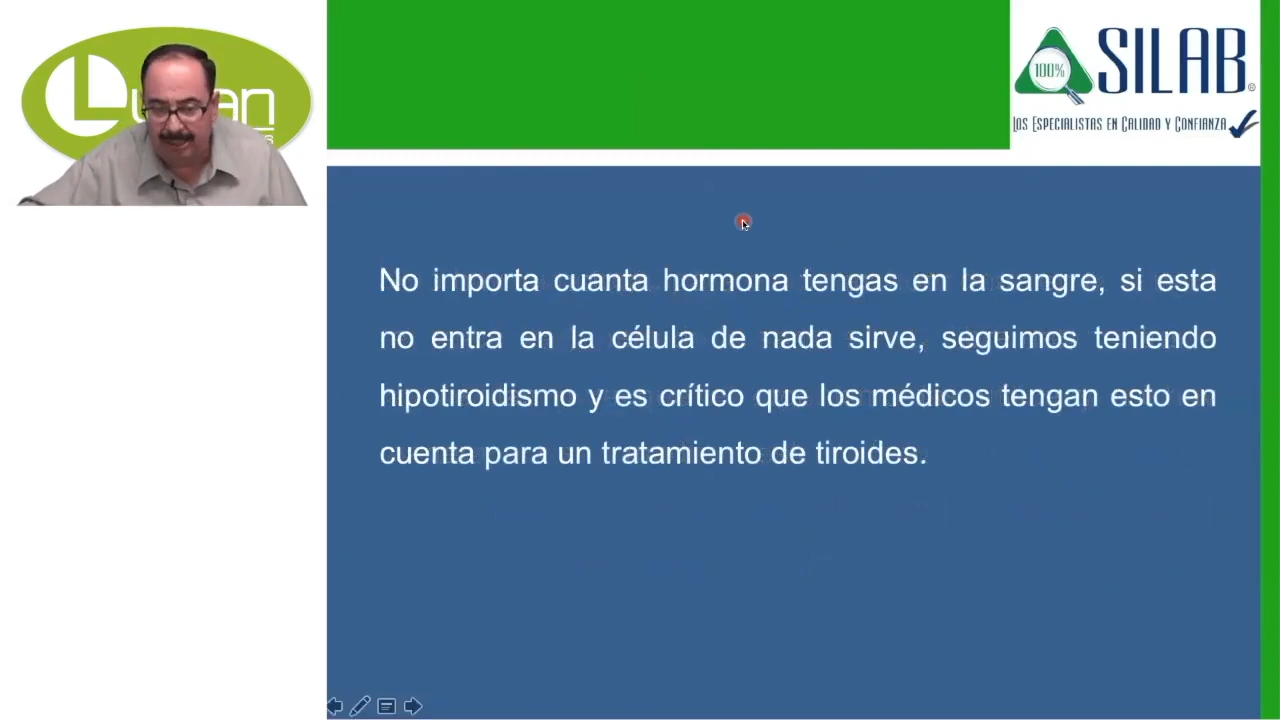 100%
SILAB
LOS ESPECIALISTAS EN CALIDAD Y CONFIANZA
No importa cuanta hormona tengas en la sangre, si esta
no entra en la célula de nada sirve, seguimos teniendo
hipotiroidismo y es crítico que los médicos tengan esto en
cuenta para un tratamiento de tiroides.